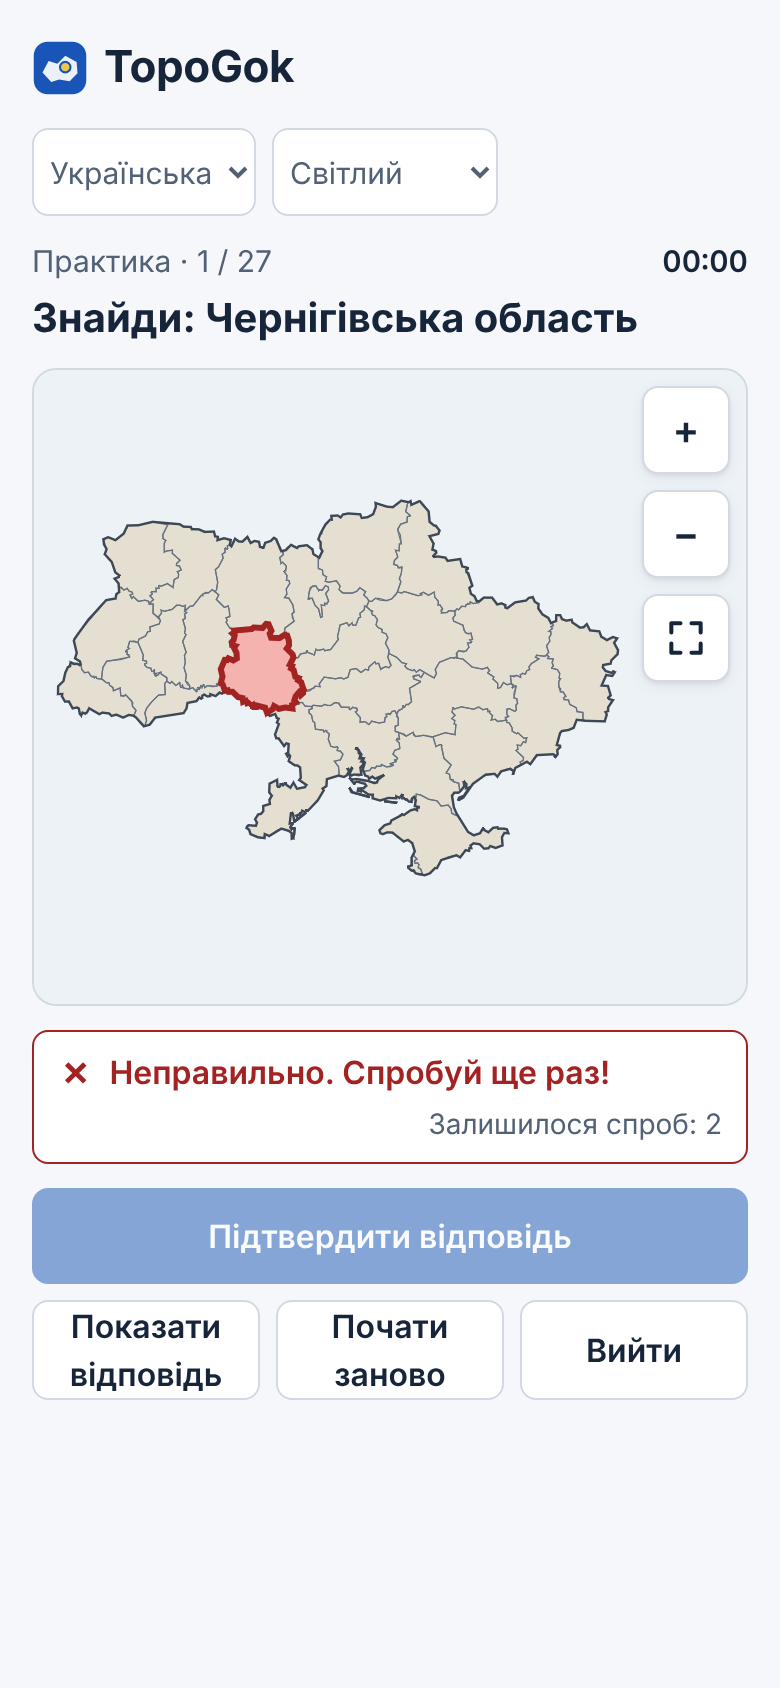 TopoGok
Українська
Світлий
Практика · 1 / 27
00:00
Знайди: Чернігівська область
+
−
✕ Неправильно. Спробуй ще раз!
Залишилося спроб: 2
Підтвердити відповідь
Показати
відповідь
Почати
заново
Вийти